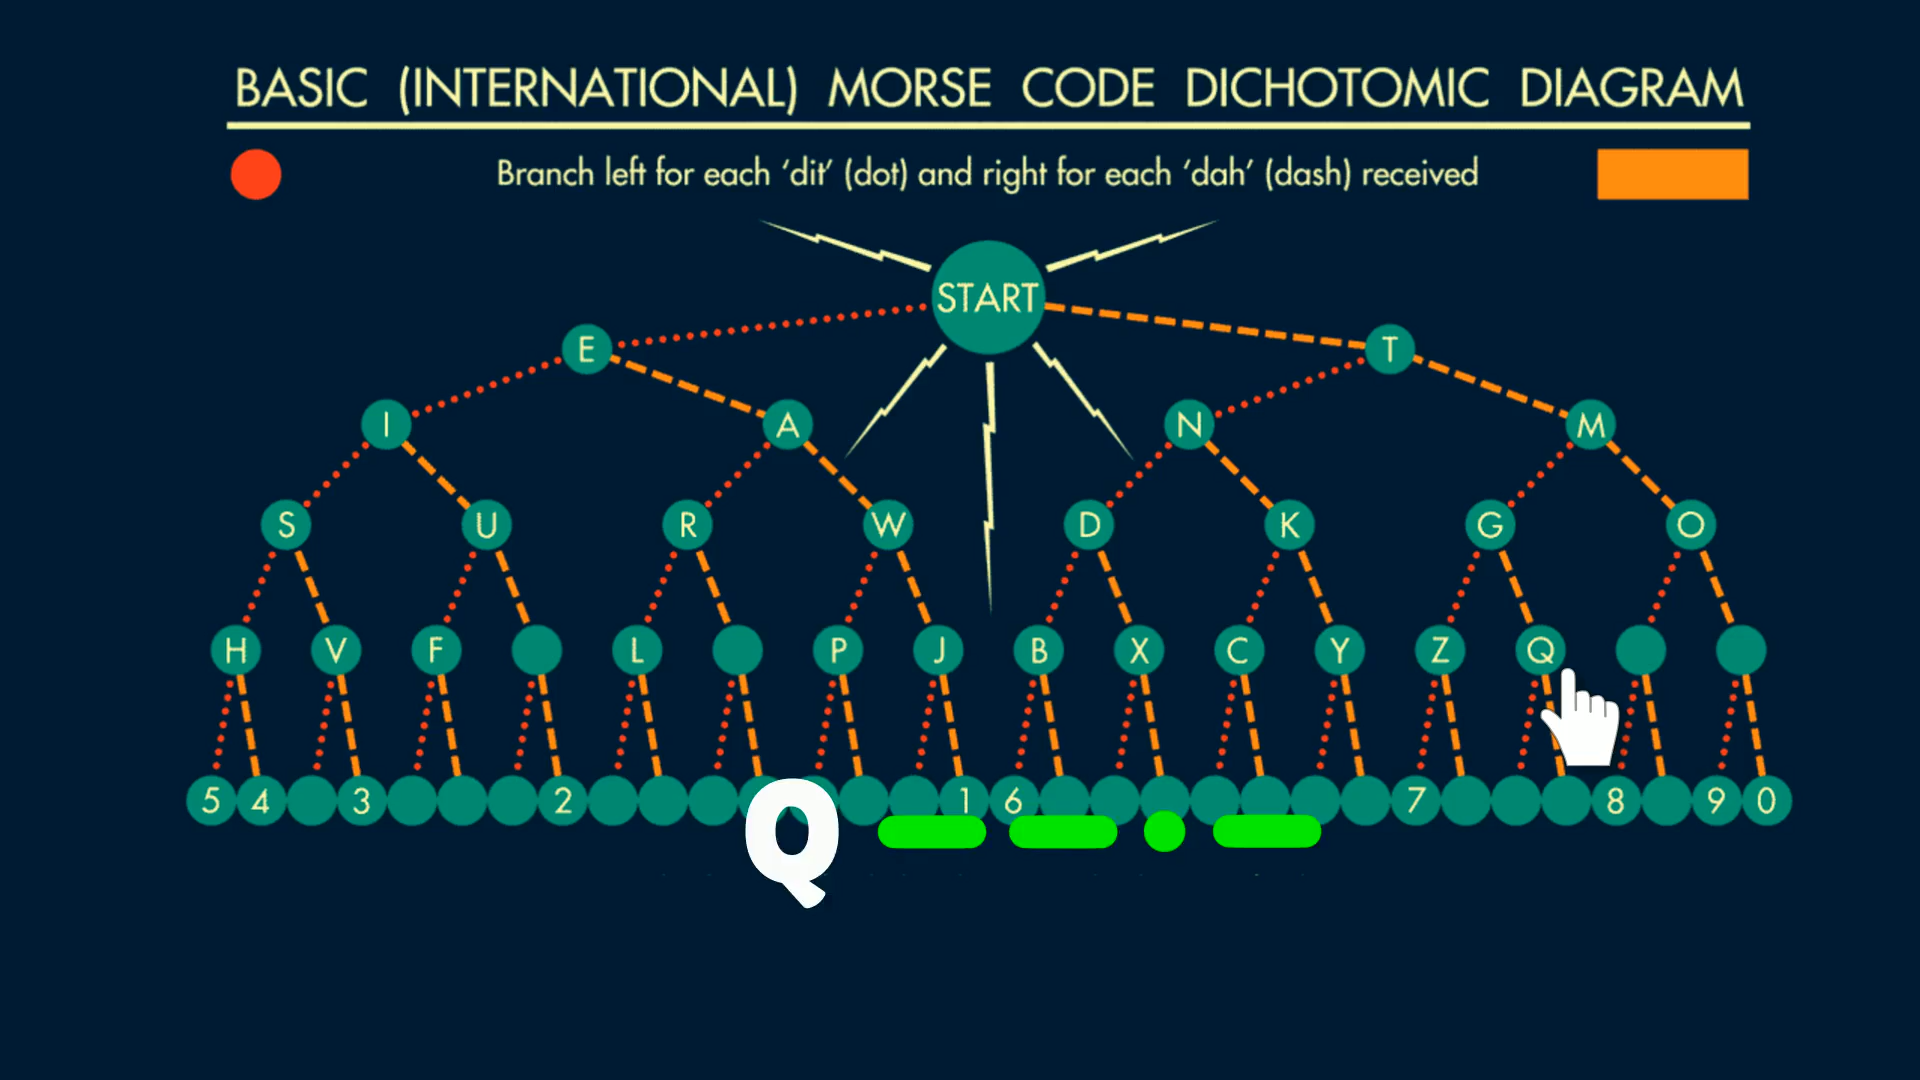 BASIC (INTERNATIONAL) MORSE CODE DICHOTOMIC DIAGRAM
Branch left for each ‘dit’ (dot) and right for each ‘dah’ (dash) received
START
E T
I A N M
S U R W D K G O
H V F L P J B X C Y Z Q
5 4 3 2 1 6 7 8 9 0
Q